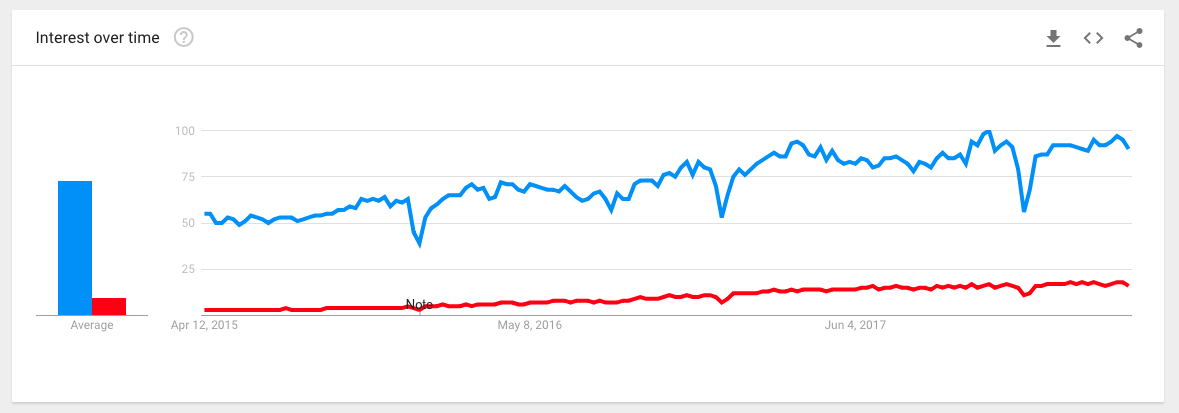 Interest over time ?
100
75
50
25
Note
Average
Apr 12, 2015 May 8, 2016 Jun 4, 2017